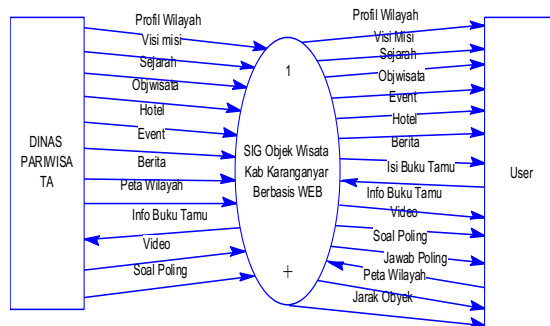 DINAS
PARIWISA
TA
Profil Wilayah
Visi misi
Sejarah
Objwisata
Hotel
Event
Berita
Peta Wilayah
Info Buku Tamu
Video
Soal Poling
1
SIG Objek Wisata
Kab Karanganyar
Berbasis WEB
+
Profil Wilayah
Visi Misi
Sejarah
Objwisata
Event
Hotel
Berita
Isi Buku Tamu
Info Buku Tamu
Video
Soal Poling
Jawab Poling
Peta Wilayah
Jarak Obyek
User